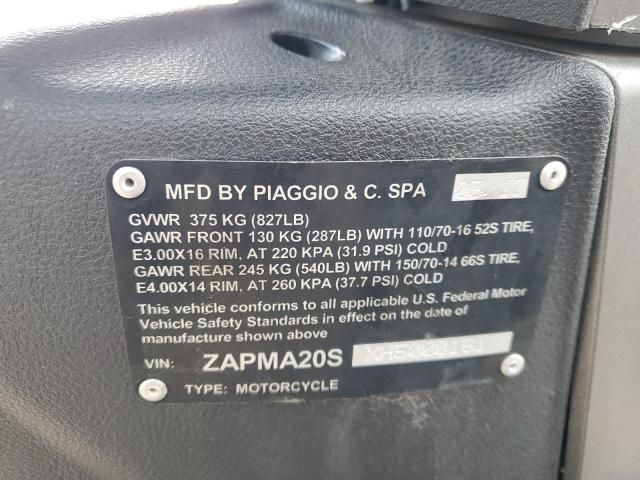 MFD BY PIAGGIO & C. SPA
GVWR 375 KG (827LB)
GAWR FRONT 130 KG (287LB) WITH 110/70-16 52S TIRE,
E3.00X16 RIM, AT 220 KPA (31.9 PSI) COLD
GAWR REAR 245 KG (540LB) WITH 150/70-14 66S TIRE,
E4.00X14 RIM, AT 260 KPA (37.7 PSI) COLD
This vehicle conforms to all applicable U.S. Federal Motor
Vehicle Safety Standards in effect on the date of
manufacture shown above
VIN: ZAPMA20S
TYPE: MOTORCYCLE